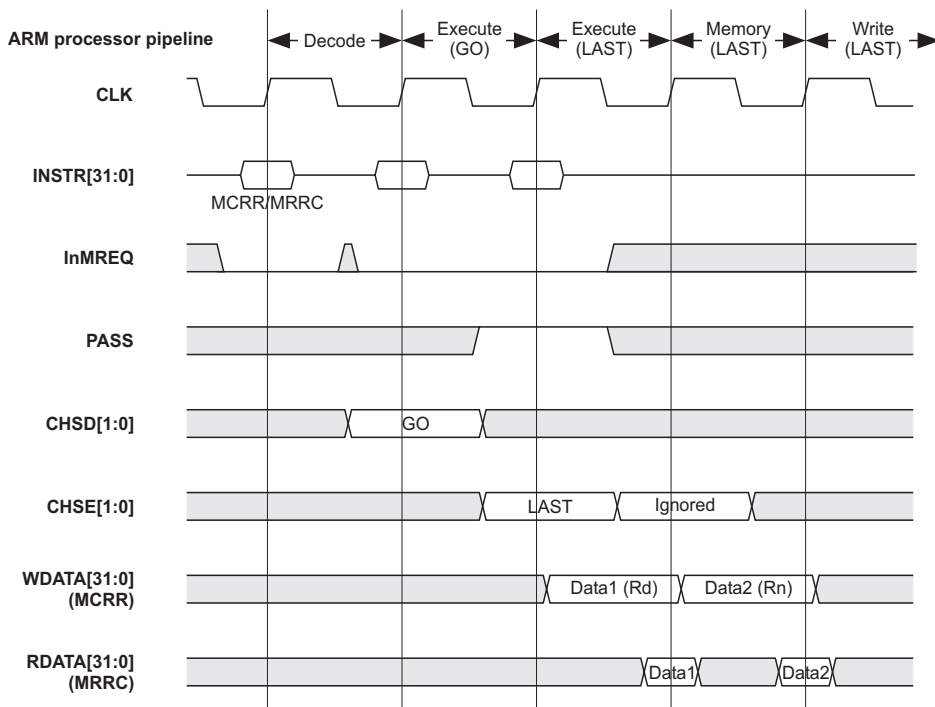 ARM processor pipeline
Decode
Execute
(GO)
Execute
(LAST)
Memory
(LAST)
Write
(LAST)
CLK
INSTR[31:0]
MCRR/MRRC
InMREQ
PASS
CHSD[1:0]
GO
CHSE[1:0]
LAST
Ignored
WDATA[31:0]
(MCRR)
Data1 (Rd)
Data2 (Rn)
RDATA[31:0]
(MRRC)
Data1
Data2